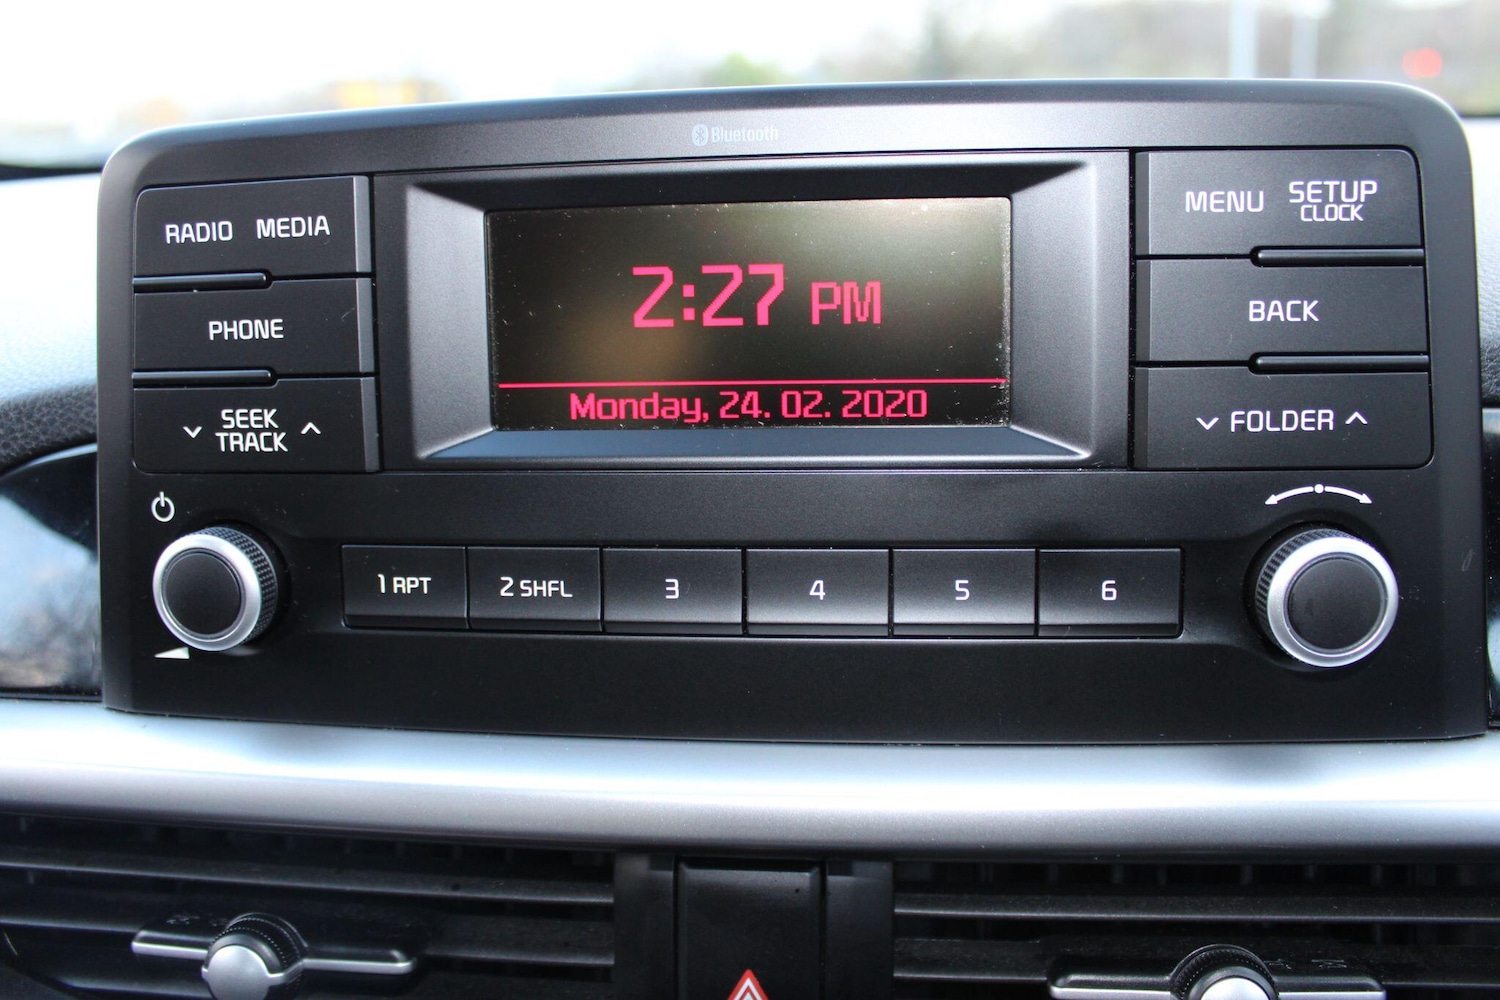 Bluetooth
RADIO MEDIA
PHONE
SEEK
TRACK
2:27 PM
Monday, 24. 02. 2020
MENU SETUP
CLOCK
BACK
FOLDER
1 RPT 2 SHFL 3 4 5 6